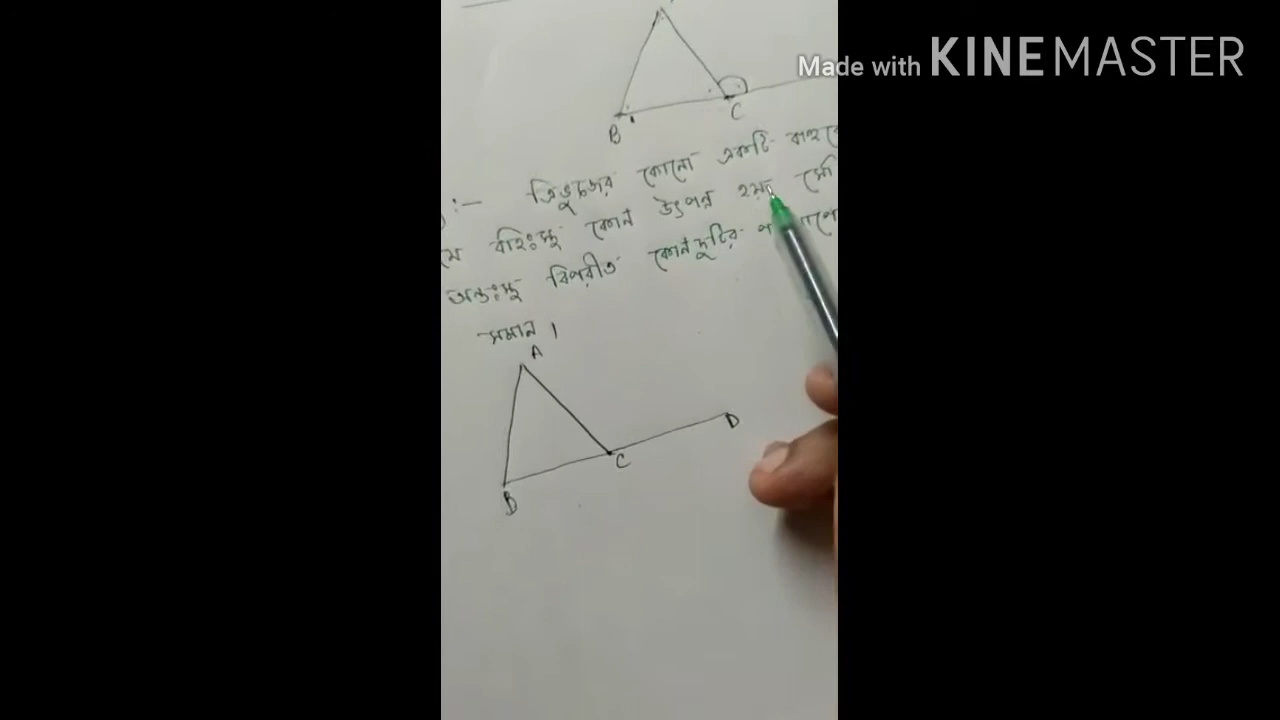 Made with KINEMASTER
B C
:— ত্রিভুজের কোনো একটি
বহিঃস্থ কোণ উৎপন্ন হয়
অন্তঃস্থ বিপরীত কোণদুটির
সমান ।
A
D
C
B